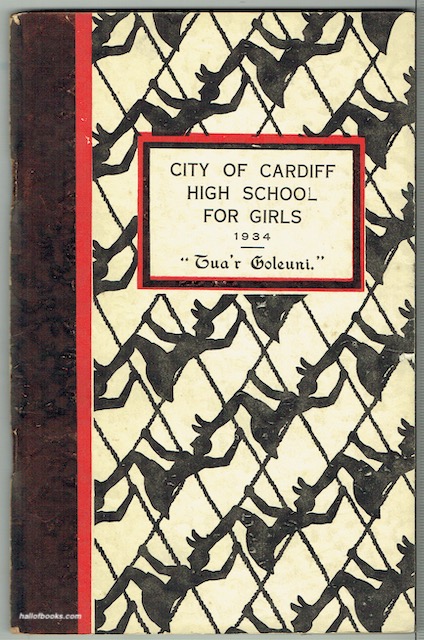 CITY OF CARDIFF
HIGH SCHOOL
FOR GIRLS
1934
"Tua'r Goleuni."
hallofbooks.com